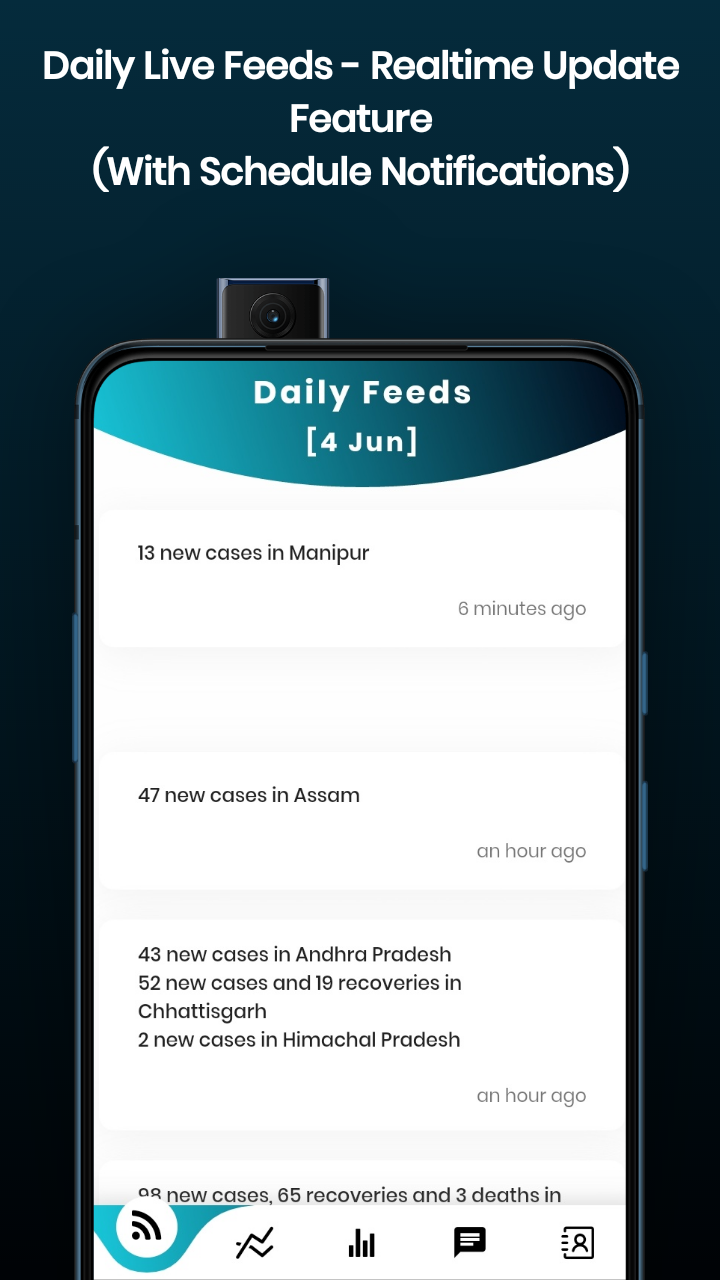 Daily Live Feeds - Realtime Update
Feature
(With Schedule Notifications)
Daily Feeds
[4 Jun]
13 new cases in Manipur
6 minutes ago
47 new cases in Assam
an hour ago
43 new cases in Andhra Pradesh
52 new cases and 19 recoveries in
Chhattisgarh
2 new cases in Himachal Pradesh
an hour ago
98 new cases, 65 recoveries and 3 deaths in